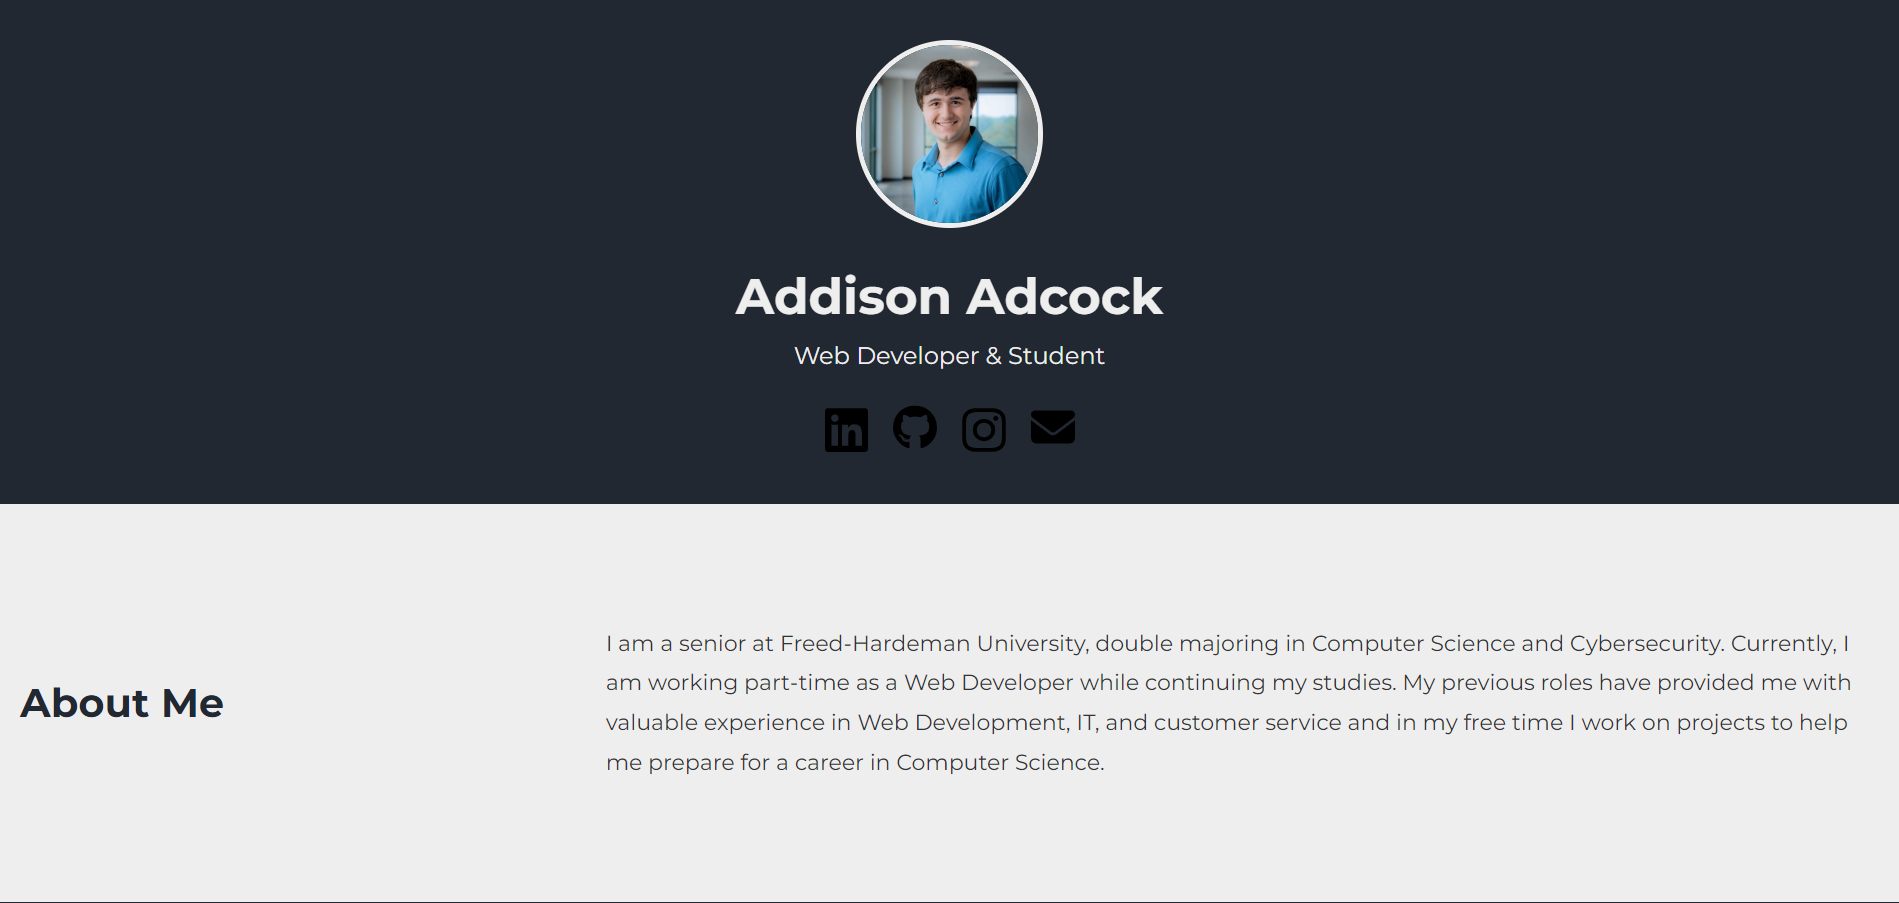 Addison Adcock
Web Developer & Student
in
About Me
I am a senior at Freed-Hardeman University, double majoring in Computer Science and Cybersecurity. Currently, I
am working part-time as a Web Developer while continuing my studies. My previous roles have provided me with
valuable experience in Web Development, IT, and customer service and in my free time I work on projects to help
me prepare for a career in Computer Science.